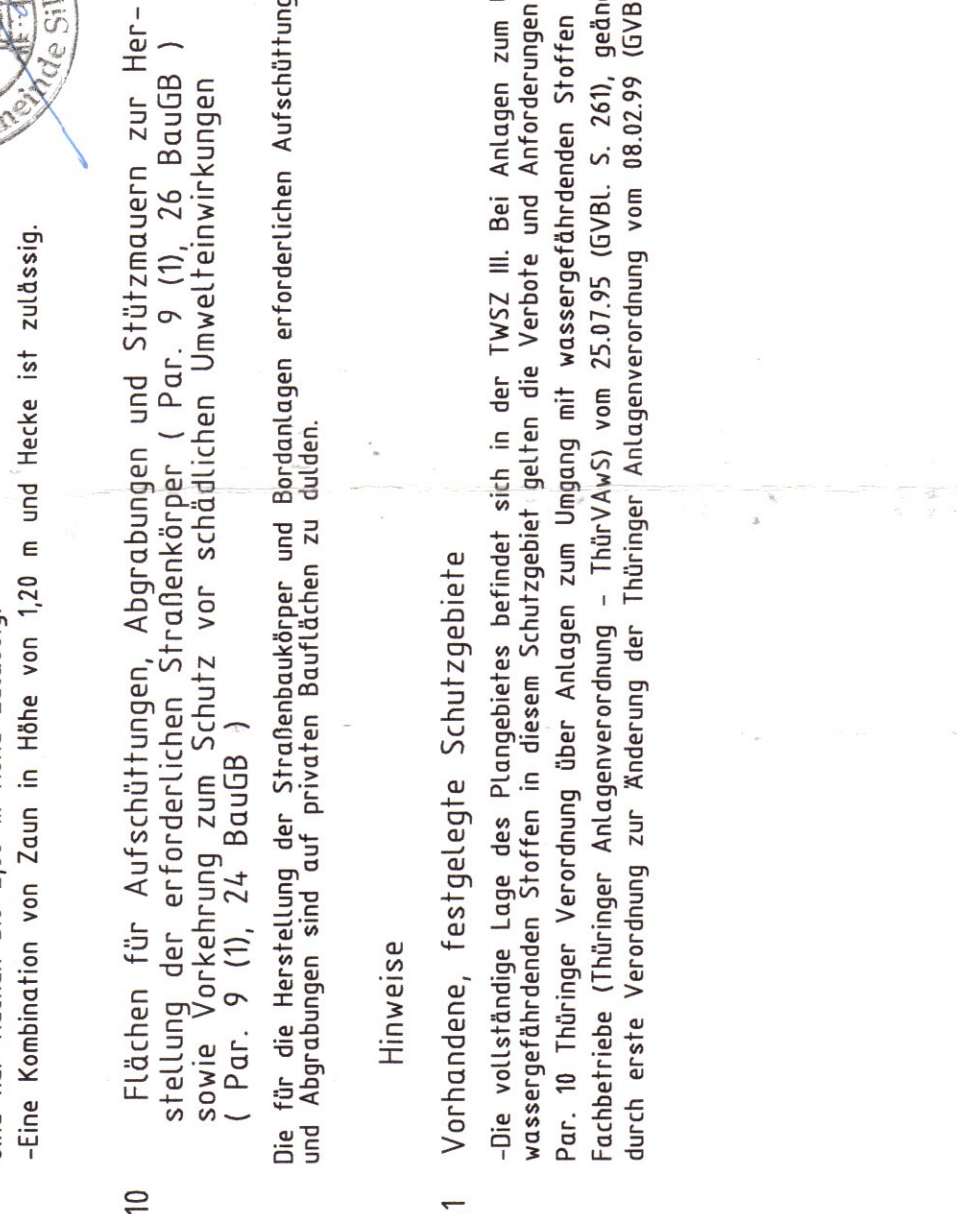 -Eine Kombination von Zaun in Höhe von 1,20 m und Hecke ist zulässig.
10 Flächen für Aufschüttungen, Abgrabungen und Stützmauern zur Her-
stellung der erforderlichen Straßenkörper ( Par. 9 (1), 26 BauGB )
sowie Vorkehrung zum Schutz vor schädlichen Umwelteinwirkungen
( Par. 9 (1), 24 BauGB )
Die für die Herstellung der Straßenbaukörper und Bordanlagen erforderlichen Aufschüttung
und Abgrabungen sind auf privaten Bauflächen zu dulden.
Hinweise
1 Vorhandene, festgelegte Schutzgebiete
-Die vollständige Lage des Plangebietes befindet sich in der TWSZ III. Bei Anlagen zum
wassergefährdenden Stoffen in diesem Schutzgebiet gelten die Verbote und Anforderungen
Par. 10 Thüringer Verordnung über Anlagen zum Umgang mit wassergefährdenden Stoffen
Fachbetriebe (Thüringer Anlagenverordnung - ThürVAwS) vom 25.07.95 (GVBl. S. 261), geän
durch erste Verordnung zur Änderung der Thüringer Anlagenverordnung vom 08.02.99 (GVB